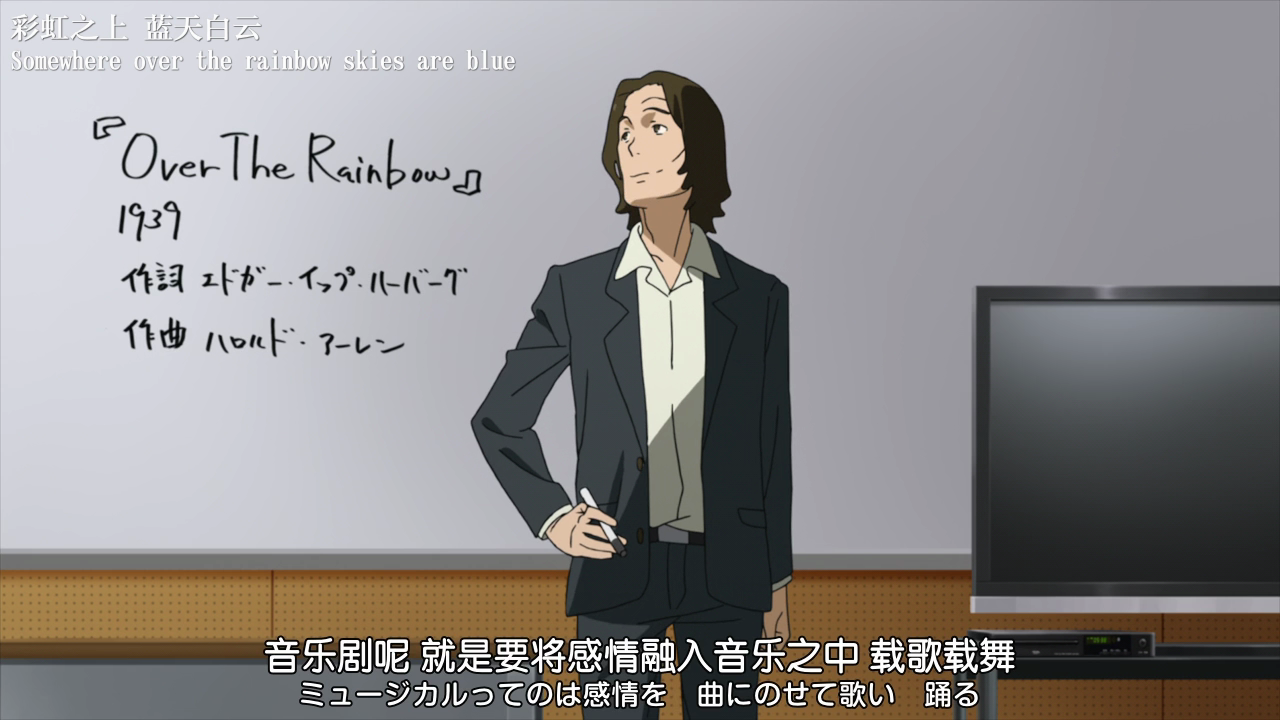 彩虹之上 蓝天白云
Somewhere over the rainbow skies are blue
『Over The Rainbow』
1939
作詞 エドガー・イップ・ハーバーグ
作曲 ハロルド・アーレン
音乐剧呢 就是要将感情融入音乐之中 载歌载舞
ミュージカルってのは感情を　曲にのせて歌い　踊る